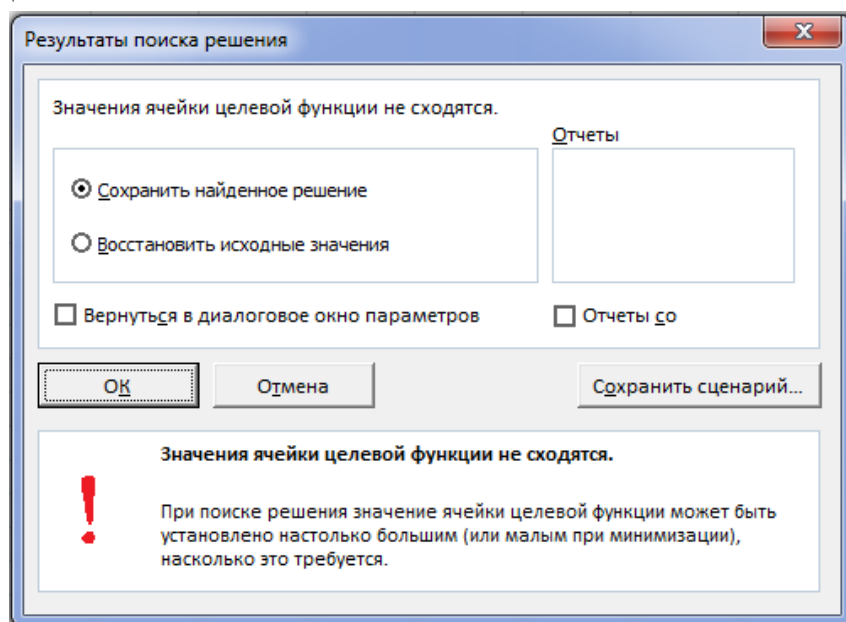 Результаты поиска решения
Значения ячейки целевой функции не сходятся.
Отчеты
Сохранить найденное решение
Восстановить исходные значения
Вернуться в диалоговое окно параметров
Отчеты со
ОК
Отмена
Сохранить сценарий...
Значения ячейки целевой функции не сходятся.
При поиске решения значение ячейки целевой функции может быть
установлено настолько большим (или малым при минимизации),
насколько это требуется.